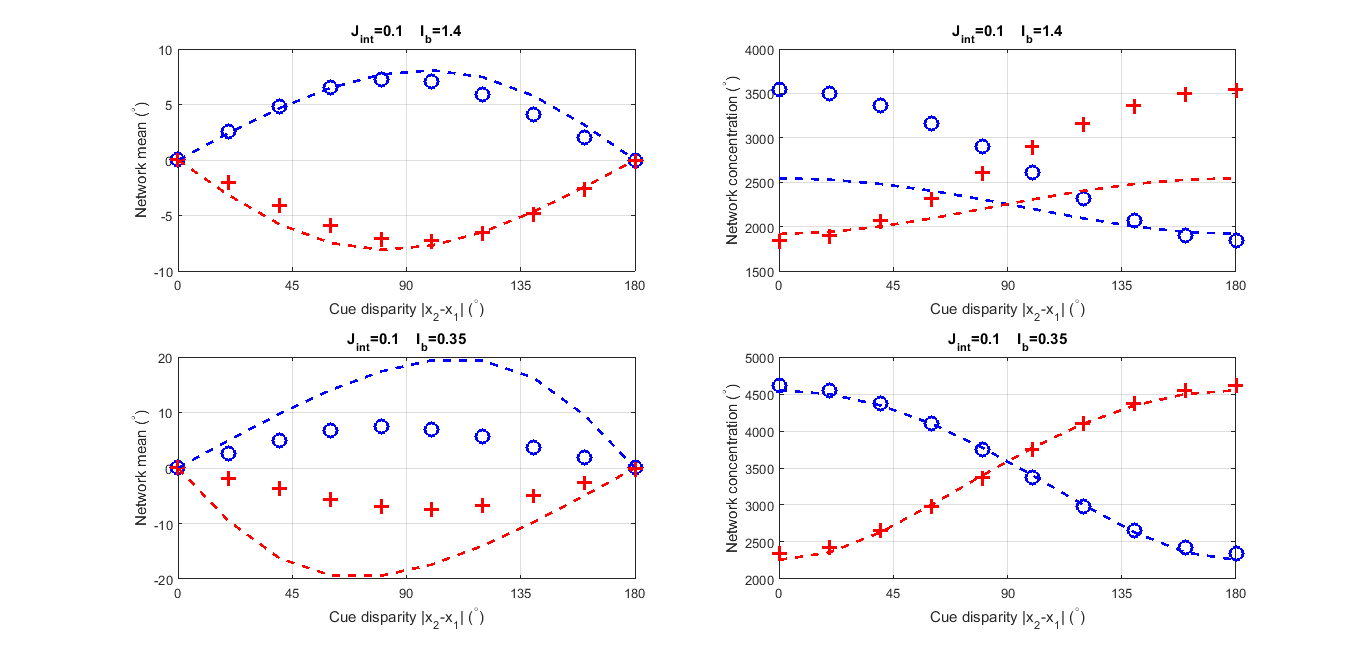 J_int=0.1 I_b=1.4
10
5
0
-5
-10
Network mean (°)
0 45 90 135 180
Cue disparity |x_2-x_1| (°)
J_int=0.1 I_b=1.4
4000
3500
3000
2500
2000
1500
Network concentration (°)
0 45 90 135 180
Cue disparity |x_2-x_1| (°)
J_int=0.1 I_b=0.35
20
10
0
-10
-20
Network mean (°)
0 45 90 135 180
Cue disparity |x_2-x_1| (°)
J_int=0.1 I_b=0.35
5000
4500
4000
3500
3000
2500
2000
Network concentration (°)
0 45 90 135 180
Cue disparity |x_2-x_1| (°)